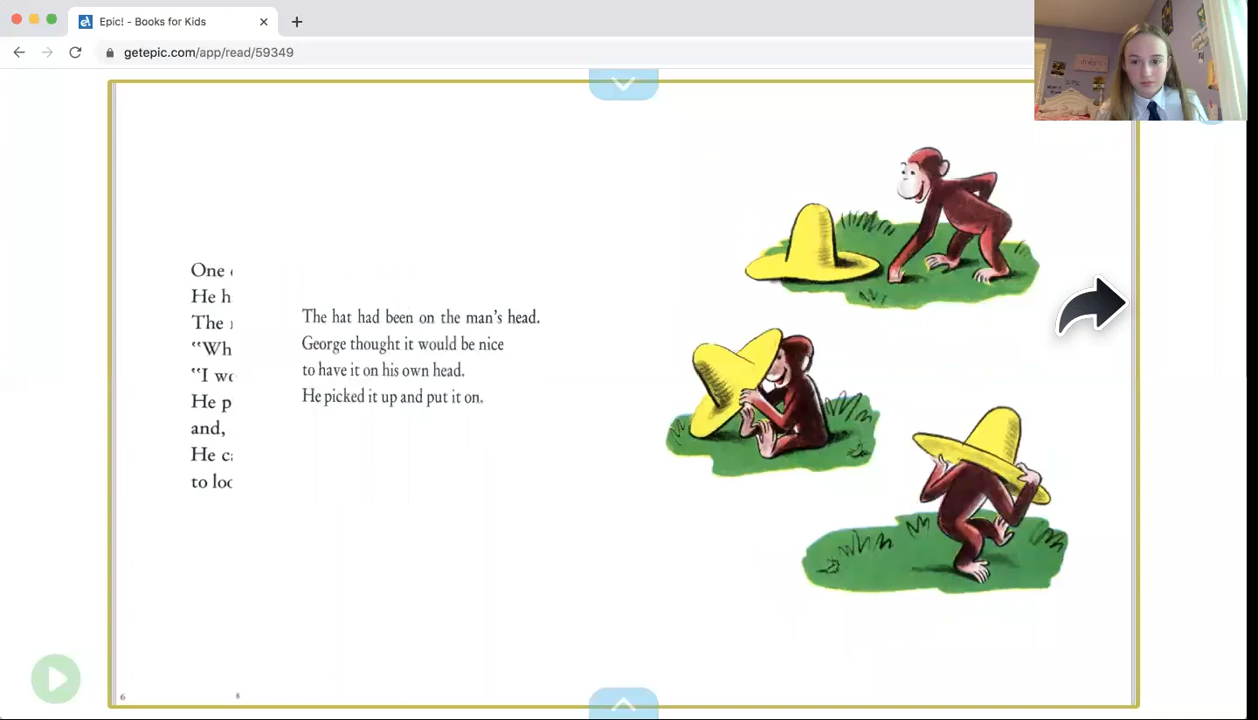 Epic! - Books for Kids
getepic.com/app/read/59349
One
He h
The
"Wh
"I wo
He p
and,
He c
to loo
The hat had been on the man's head.
George thought it would be nice
to have it on his own head.
He picked it up and put it on.
6
8